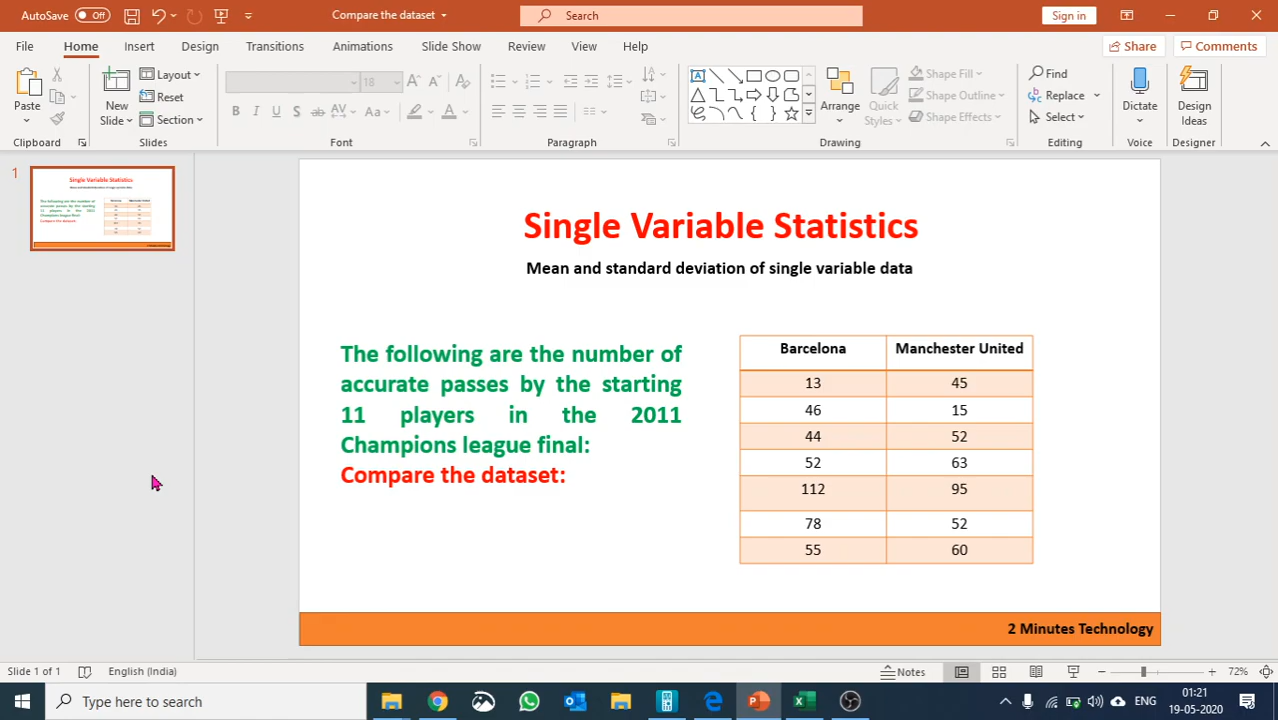 AutoSave Off
Compare the dataset
Search
Sign in
File Home Insert Design Transitions Animations Slide Show Review View Help
Share Comments
Paste
New Slide
Layout
Reset
Section
18
Arrange
Quick Styles
Shape Fill
Shape Outline
Shape Effects
Find
Replace
Select
Dictate
Design Ideas
Clipboard Slides Font Paragraph Drawing Editing Voice Designer
1
Single Variable Statistics
Mean and standard deviation of single variable data
The following are the number of
accurate passes by the starting
11 players in the 2011
Champions league final:
Compare the dataset:
Barcelona Manchester United
13 45
46 15
44 52
52 63
112 95
78 52
55 60
2 Minutes Technology
Slide 1 of 1 English (India) Notes 72%
Type here to search
ENG
01:21
19-05-2020